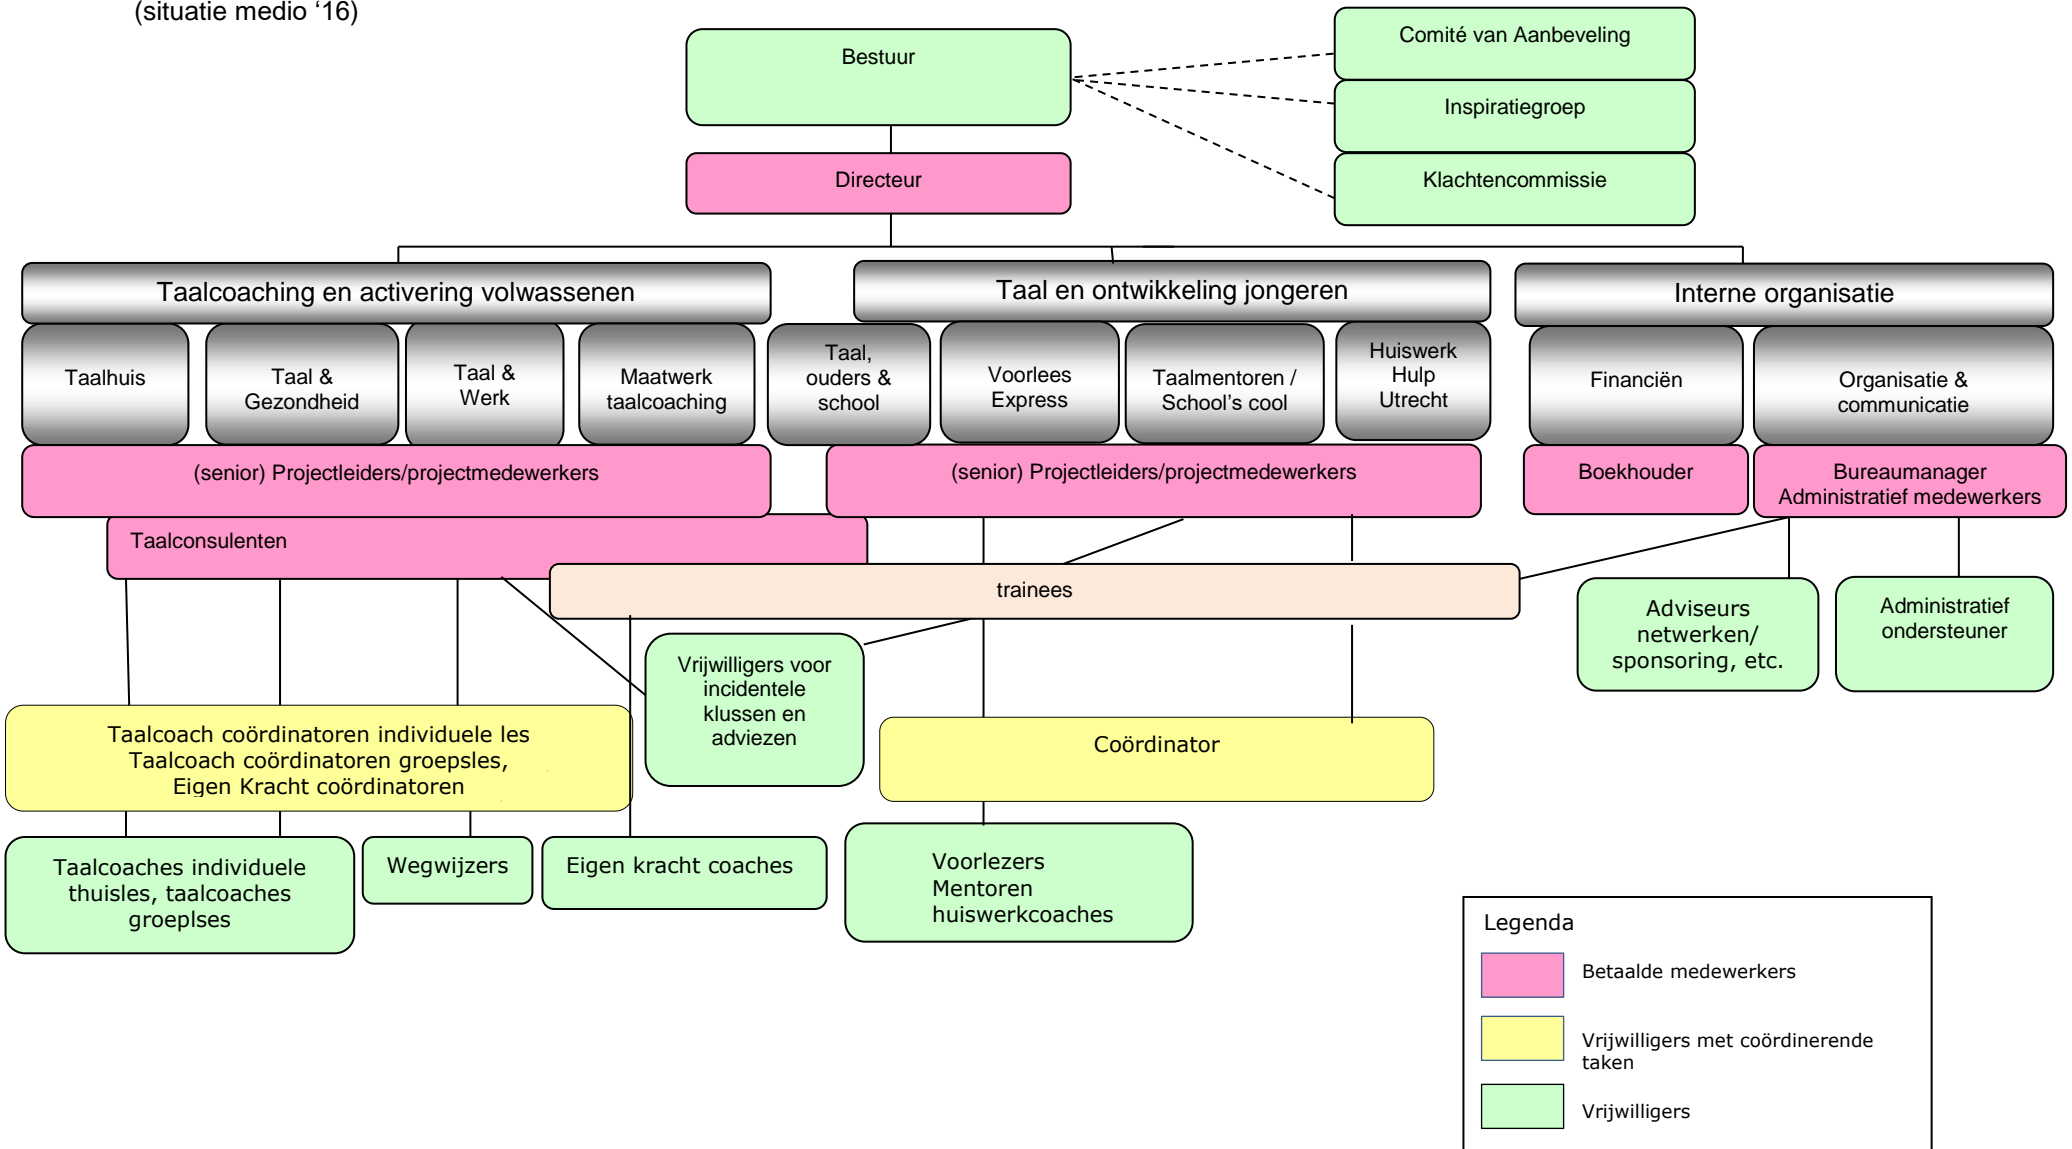 (situatie medio ‘16)
Bestuur
Comité van Aanbeveling
Inspiratiegroep
Klachtencommissie
Directeur
Taalcoaching en activering volwassenen
Taal en ontwikkeling jongeren
Interne organisatie
Taalhuis
Taal &
Gezondheid
Taal &
Werk
Maatwerk
taalcoaching
Taal,
ouders &
school
Voorlees
Express
Taalmentoren /
School’s cool
Huiswerk
Hulp
Utrecht
Financiën
Organisatie &
communicatie
(senior) Projectleiders/projectmedewerkers
(senior) Projectleiders/projectmedewerkers
Boekhouder
Bureaumanager
Administratief medewerkers
Taalconsulenten
trainees
Adviseurs
netwerken/
sponsoring, etc.
Administratief
ondersteuner
Vrijwilligers voor
incidentele
klussen en
adviezen
Taalcoach coördinatoren individuele les
Taalcoach coördinatoren groepsles,
Eigen Kracht coördinatoren
Coördinator
Taalcoaches individuele
thuisles, taalcoaches
groeplses
Wegwijzers
Eigen kracht coaches
Voorlezers
Mentoren
huiswerkcoaches
Legenda
Betaalde medewerkers
Vrijwilligers met coördinerende
taken
Vrijwilligers